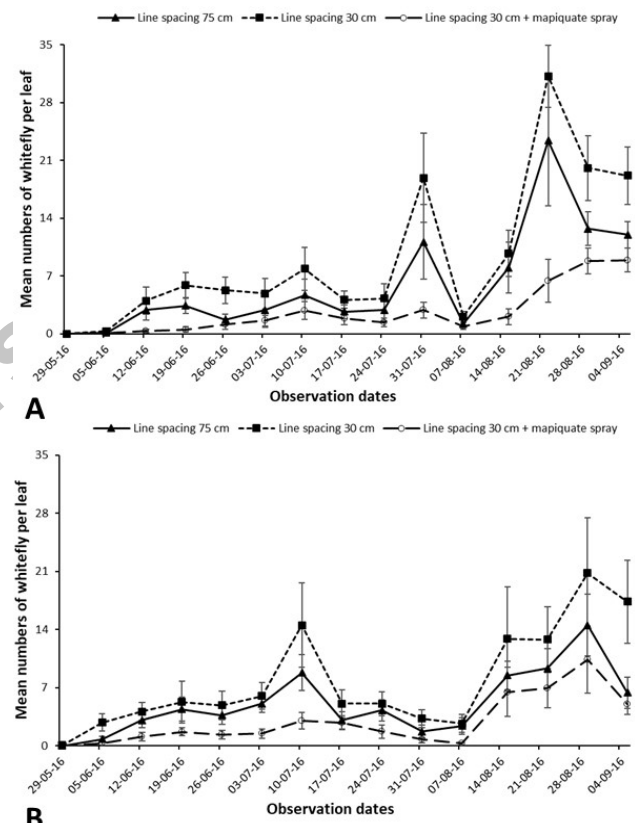 Line spacing 75 cm Line spacing 30 cm Line spacing 30 cm + mapiquate spray
35
28
21
14
7
0
Mean numbers of whitefly per leaf
29-05-16 05-06-16 12-06-16 19-06-16 26-06-16 03-07-16 10-07-16 17-07-16 24-07-16 31-07-16 07-08-16 14-08-16 21-08-16 28-08-16 04-09-16
Observation dates
A
Line spacing 75 cm Line spacing 30 cm Line spacing 30 cm + mapiquate spray
35
28
21
14
7
0
Mean numbers of whitefly per leaf
29-05-16 05-06-16 12-06-16 19-06-16 26-06-16 03-07-16 10-07-16 17-07-16 24-07-16 31-07-16 07-08-16 14-08-16 21-08-16 28-08-16 04-09-16
Observation dates
B